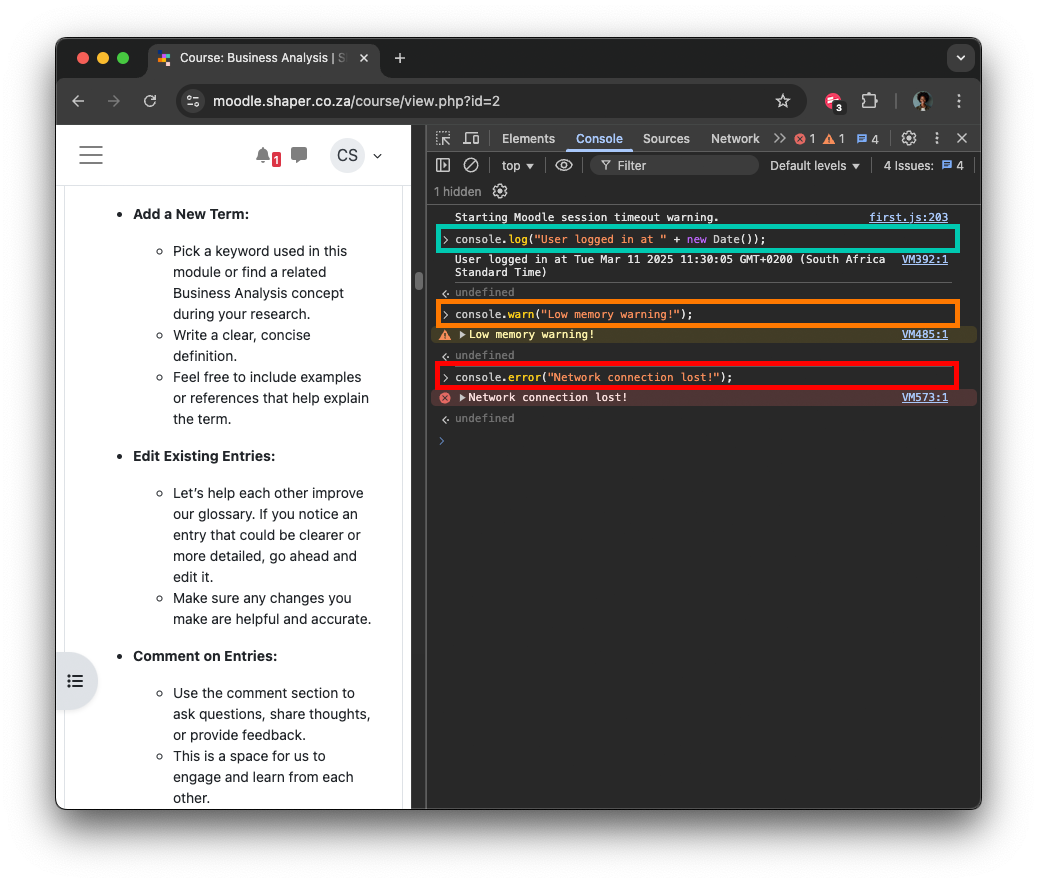 Course: Business Analysis | S
moodle.shaper.co.za/course/view.php?id=2
3
1
CS
Add a New Term:
Pick a keyword used in this
module or find a related
Business Analysis concept
during your research.
Write a clear, concise
definition.
Feel free to include examples
or references that help explain
the term.
Edit Existing Entries:
Let’s help each other improve
our glossary. If you notice an
entry that could be clearer or
more detailed, go ahead and
edit it.
Make sure any changes you
make are helpful and accurate.
Comment on Entries:
Use the comment section to
ask questions, share thoughts,
or provide feedback.
This is a space for us to
engage and learn from each
other.
Elements Console Sources Network 1 1 4
top Filter Default levels 4 Issues: 4
1 hidden
Starting Moodle session timeout warning. first.js:203
console.log("User logged in at " + new Date());
User logged in at Tue Mar 11 2025 11:30:05 GMT+0200 (South Africa VM392:1
Standard Time)
undefined
console.warn("Low memory warning!");
Low memory warning! VM485:1
undefined
console.error("Network connection lost!");
Network connection lost! VM573:1
undefined